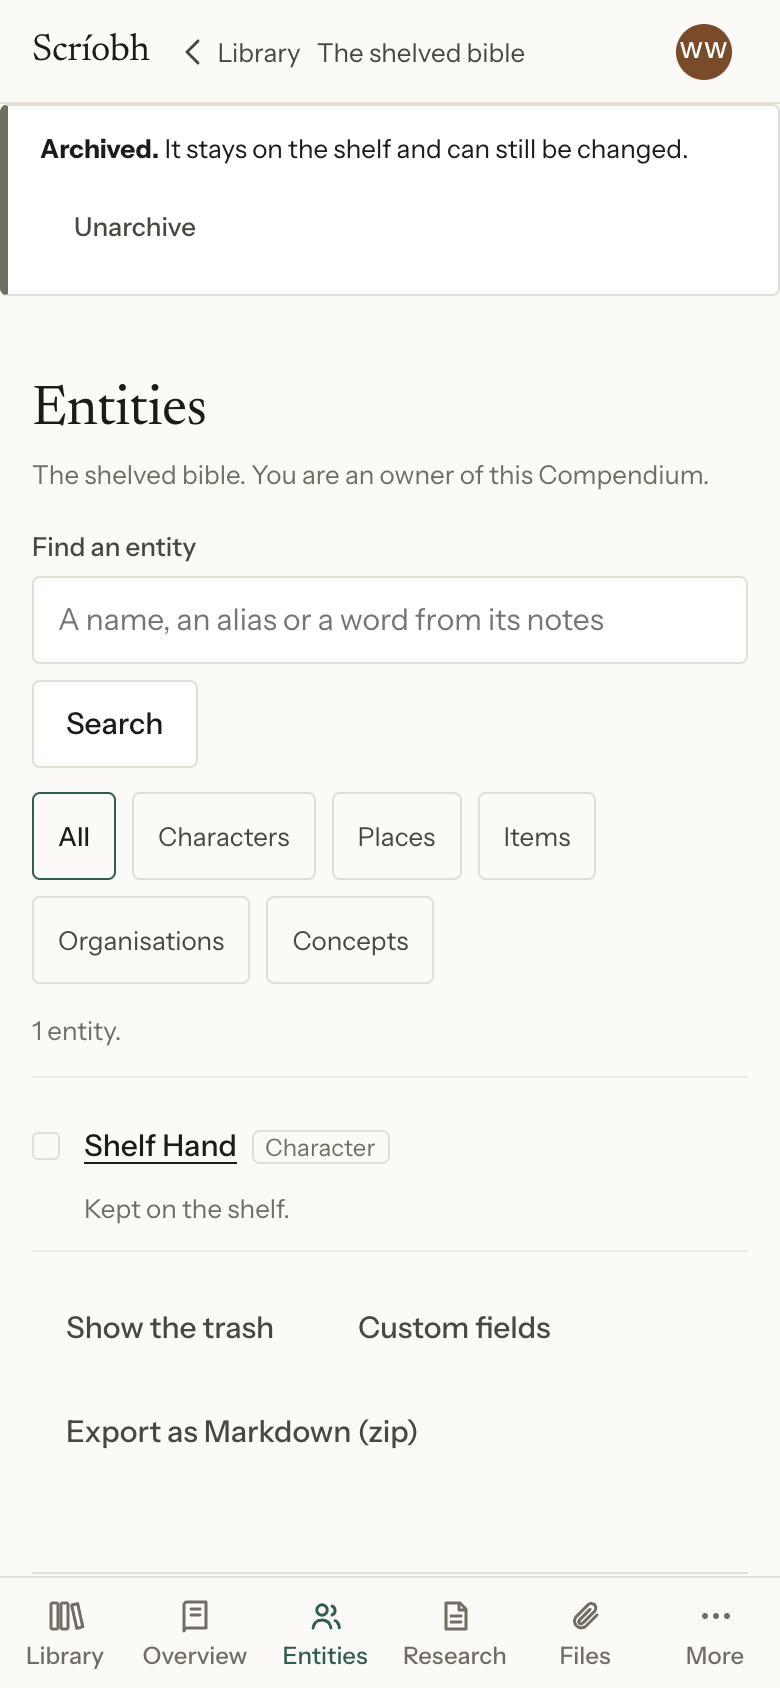 Scríobh
Library The shelved bible
WW
Archived. It stays on the shelf and can still be changed.
Unarchive
Entities
The shelved bible. You are an owner of this Compendium.
Find an entity
A name, an alias or a word from its notes
Search
All Characters Places Items
Organisations Concepts
1 entity.
Shelf Hand Character
Kept on the shelf.
Show the trash Custom fields
Export as Markdown (zip)
Library Overview Entities Research Files More